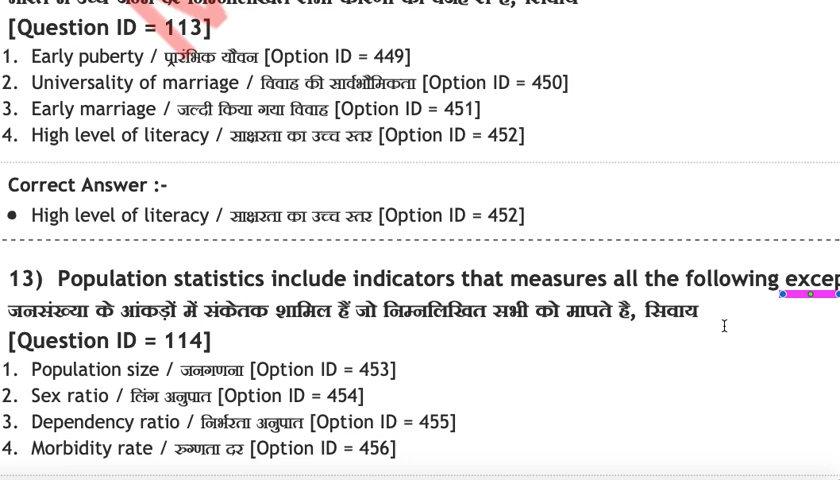 [Question ID = 113]
1. Early puberty / प्रारंभिक यौवन [Option ID = 449]
2. Universality of marriage / विवाह की सार्वभौमिकता [Option ID = 450]
3. Early marriage / जल्दी किया गया विवाह [Option ID = 451]
4. High level of literacy / साक्षरता का उच्च स्तर [Option ID = 452]
Correct Answer :-
• High level of literacy / साक्षरता का उच्च स्तर [Option ID = 452]
13) Population statistics include indicators that measures all the following
जनसंख्या के आंकड़ों में संकेतक शामिल हैं जो निम्नलिखित सभी को मापते है, सिवाय
[Question ID = 114]
1. Population size / जनगणना [Option ID = 453]
2. Sex ratio / लिंग अनुपात [Option ID = 454]
3. Dependency ratio / निर्भरता अनुपात [Option ID = 455]
4. Morbidity rate / रुग्णता दर [Option ID = 456]